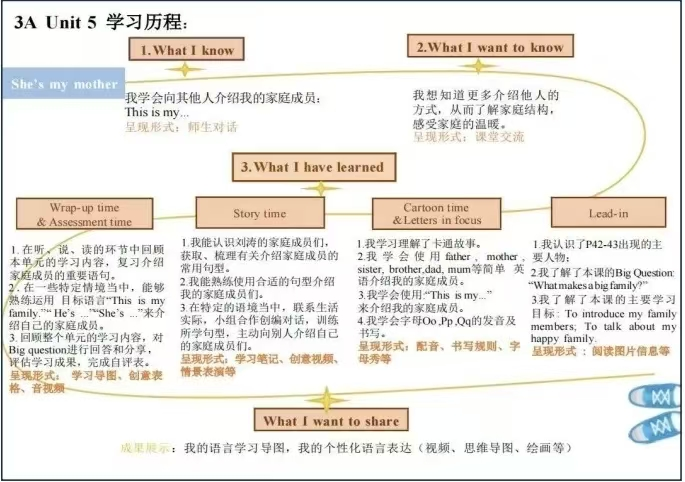 3A Unit 5 学习历程：
1.What I know
2.What I want to know
She's my mother
我学会向其他人介绍我的家庭成员：
This is my...
呈现形式：师生对话
我想知道更多介绍他人的
方式，从而了解家庭结构，
感受家庭的温暖。
呈现形式：课堂交流
3.What I have learned
Wrap-up time
& Assessment time
1.在听、说、读的环节中回顾
本单元的学习内容，复习介绍
家庭成员的重要语句。
2.在一些特定情境当中，能够
熟练运用 目标语言“This is my
family.”“ He's ...”“She's ...”来介
绍自己的家庭成员。
3.回顾整个单元的学习内容，对
Big question进行回答和分享，
评估学习成果，完成自评表。
呈现形式： 学习导图、创意表
格、音视频
Story time
1.我能认识刘涛的家庭成员们，
获取、梳理有关介绍家庭成员的
常用句型。
2.我能熟练使用合适的句型介绍
我的家庭成员们。
3.在特定的语境当中，联系生活
实际，小组合作创编对话，训练
所学句型，主动向别人介绍自己
的家庭成员们。
呈现形式：学习笔记、创意视频、
情景表演等
Cartoon time
&Letters in focus
1.我学习理解了卡通故事。
2.我 学 会 使 用 father , mother ,
sister, brother,dad, mum等简单 英
语介绍我的家庭成员。
3.我学会使用:“This is my...”
来介绍我的家庭成员。
4.我学会字母Oo ,Pp ,Qq的发音及
书写。
呈现形式：配音、书写规则、字
母秀等
Lead-in
1.我认识了P42-43出现的主
要人物；
2.我了解了本课的Big Question:
“What makes a big family?”
3.我了解了本课的主要学习
目标：To introduce my family
members; To talk about my
happy family.
呈现形式 ：阅读图片信息等
What I want to share
成果展示：我的语言学习导图，我的个性化语言表达（视频、思维导图、绘画等）